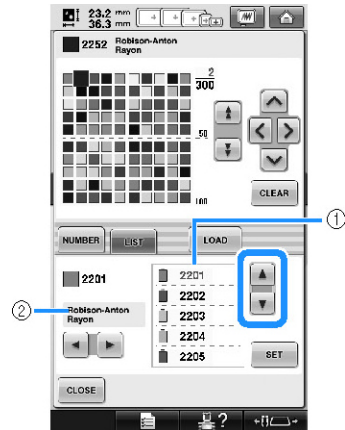 23.2 mm
36.3 mm
2252 Robison-Anton
Rayon
2
300
50
100
CLEAR
NUMBER LIST LOAD
①
2201
②
Robison-Anton
Rayon
2201
2202
2203
2204
2205
SET
CLOSE
?